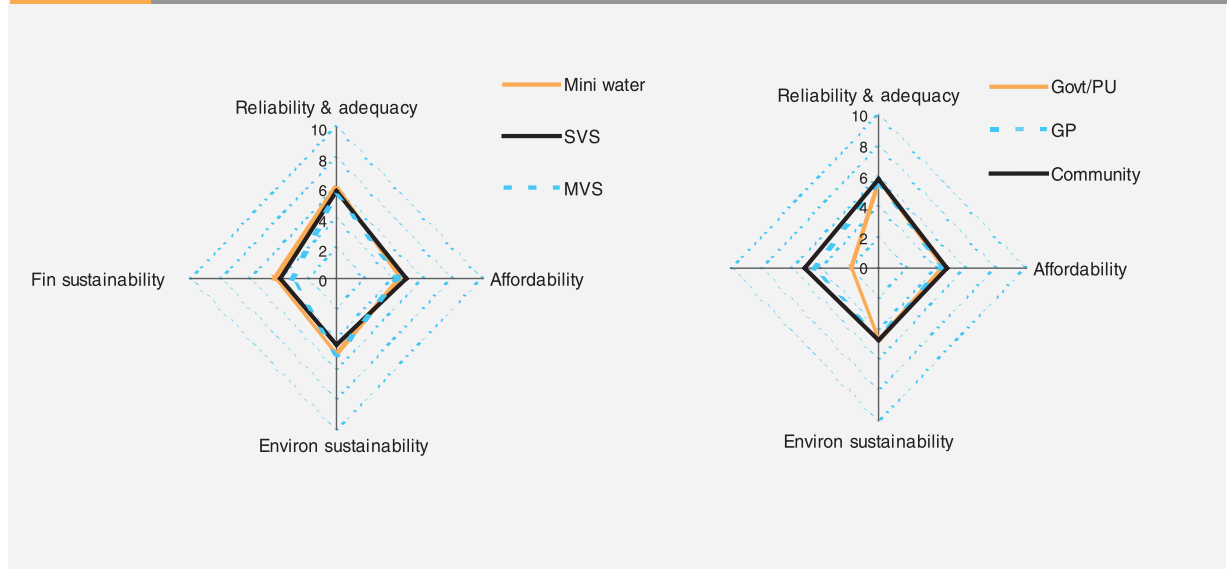 Mini water
Reliability & adequacy
10
SVS
8
6
MVS
4
2
Fin sustainability
0
Affordability
Environ sustainability
Govt/PU
Reliability & adequacy
10
GP
8
6
Community
4
2
0
Affordability
Environ sustainability